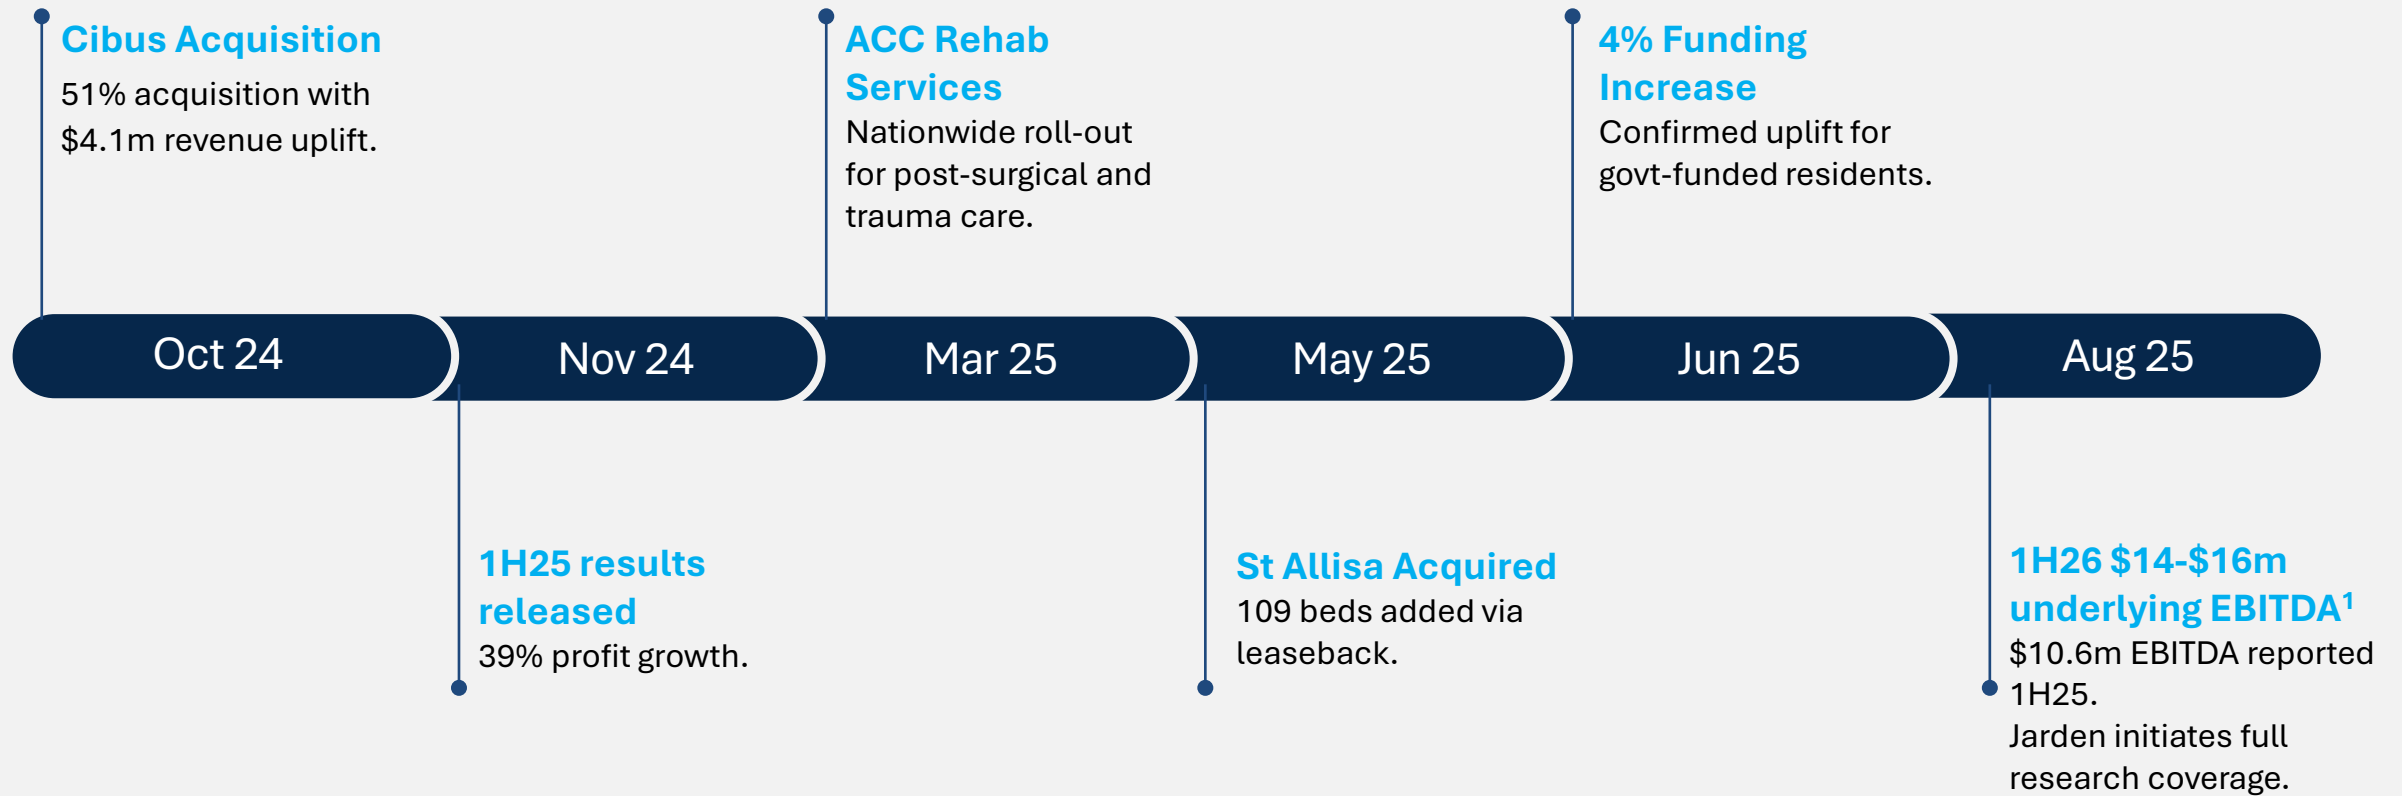 Cibus Acquisition
51% acquisition with
$4.1m revenue uplift.
ACC Rehab
Services
Nationwide roll-out
for post-surgical and
trauma care.
4% Funding
Increase
Confirmed uplift for
govt-funded residents.
Oct 24
Nov 24
Mar 25
May 25
Jun 25
Aug 25
1H25 results
released
39% profit growth.
St Allisa Acquired
109 beds added via
leaseback.
1H26 $14-$16m
underlying EBITDA¹
$10.6m EBITDA reported
1H25.
Jarden initiates full
research coverage.